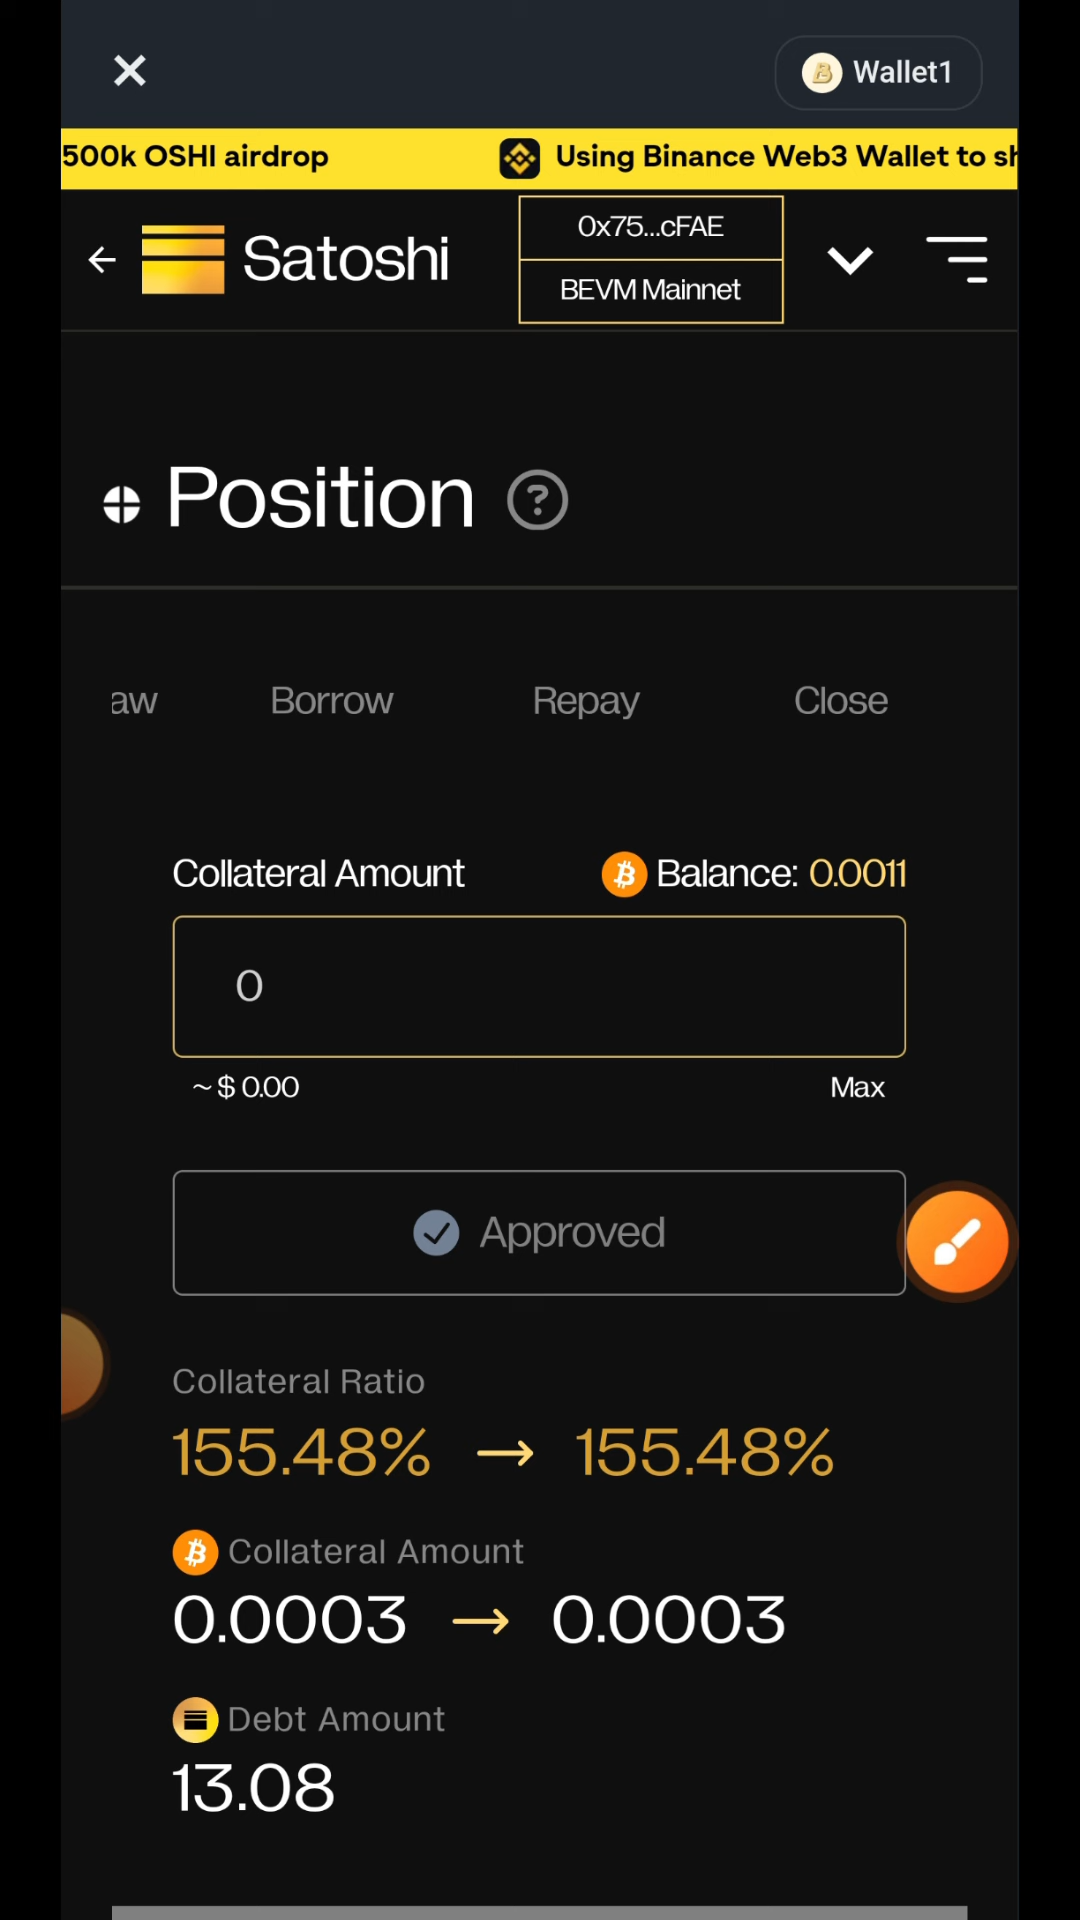 Wallet1
500k OSHI airdrop
Using Binance Web3 Wallet to sh
Satoshi
0x75...cFAE
BEVM Mainnet
Position
aw
Borrow
Repay
Close
Collateral Amount
Balance: 0.0011
0
~ $ 0.00
Max
Approved
Collateral Ratio
155.48% → 155.48%
Collateral Amount
0.0003 → 0.0003
Debt Amount
13.08